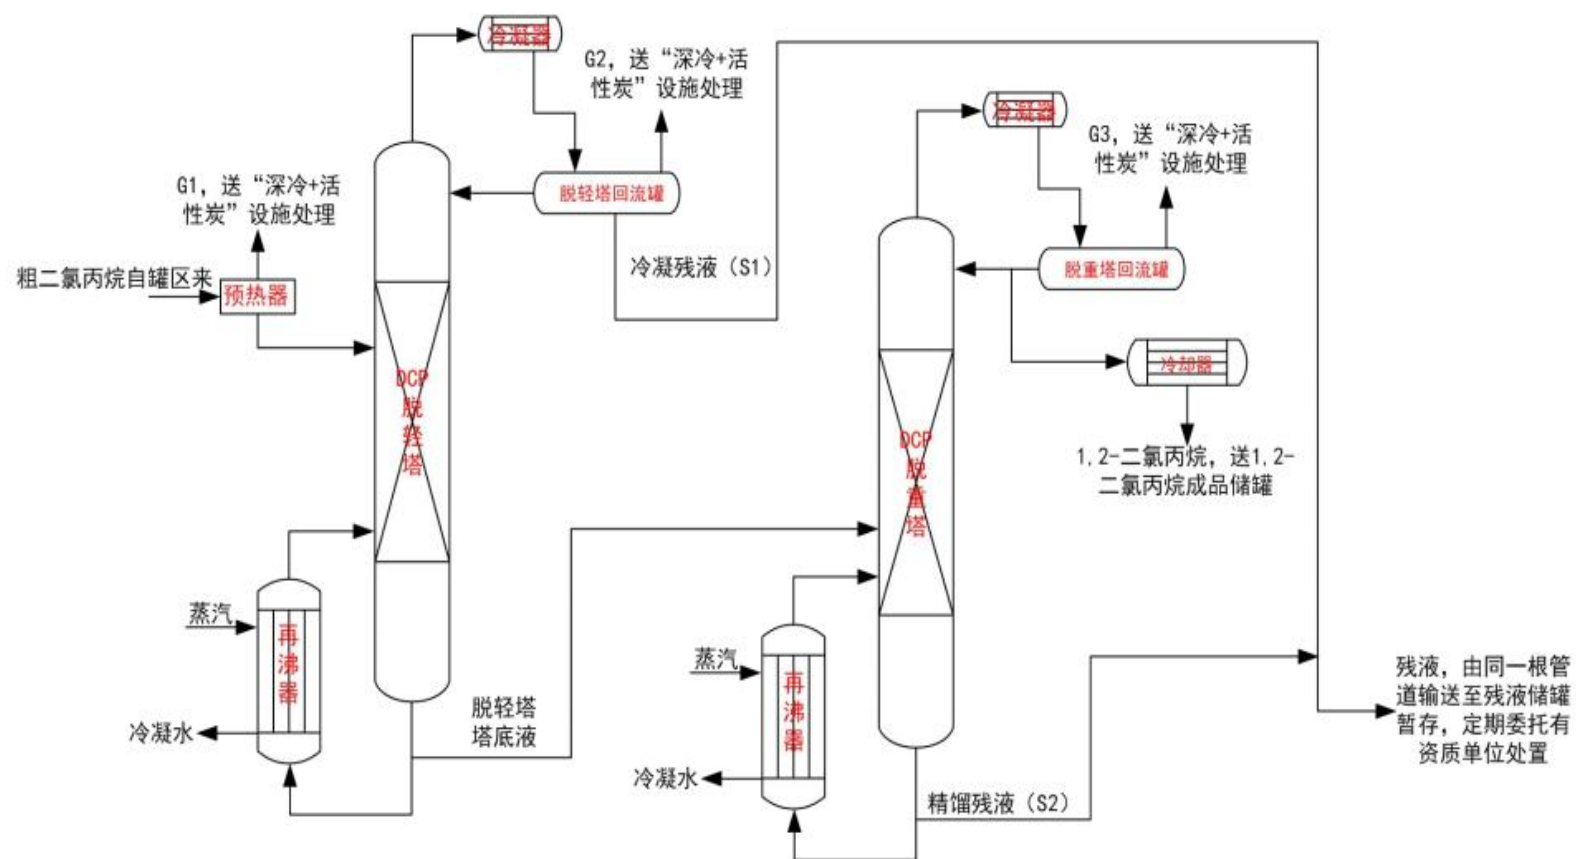 冷凝器
G2，送“深冷+活
性炭”设施处理
冷凝器
G3，送“深冷+活
性炭”设施处理
G1，送“深冷+活
性炭”设施处理
脱轻塔回流罐
粗二氯丙烷自罐区来
预热器
冷凝残液（S1）
脱重塔回流罐
冷却器
DCP
脱
轻
塔
DCP
脱
重
塔
1,2-二氯丙烷，送1,2-
二氯丙烷成品储罐
蒸汽
再
沸
器
冷凝水
脱轻塔
塔底液
蒸汽
再
沸
器
冷凝水
精馏残液（S2）
残液，由同一根管
道输送至残液储罐
暂存，定期委托有
资质单位处置